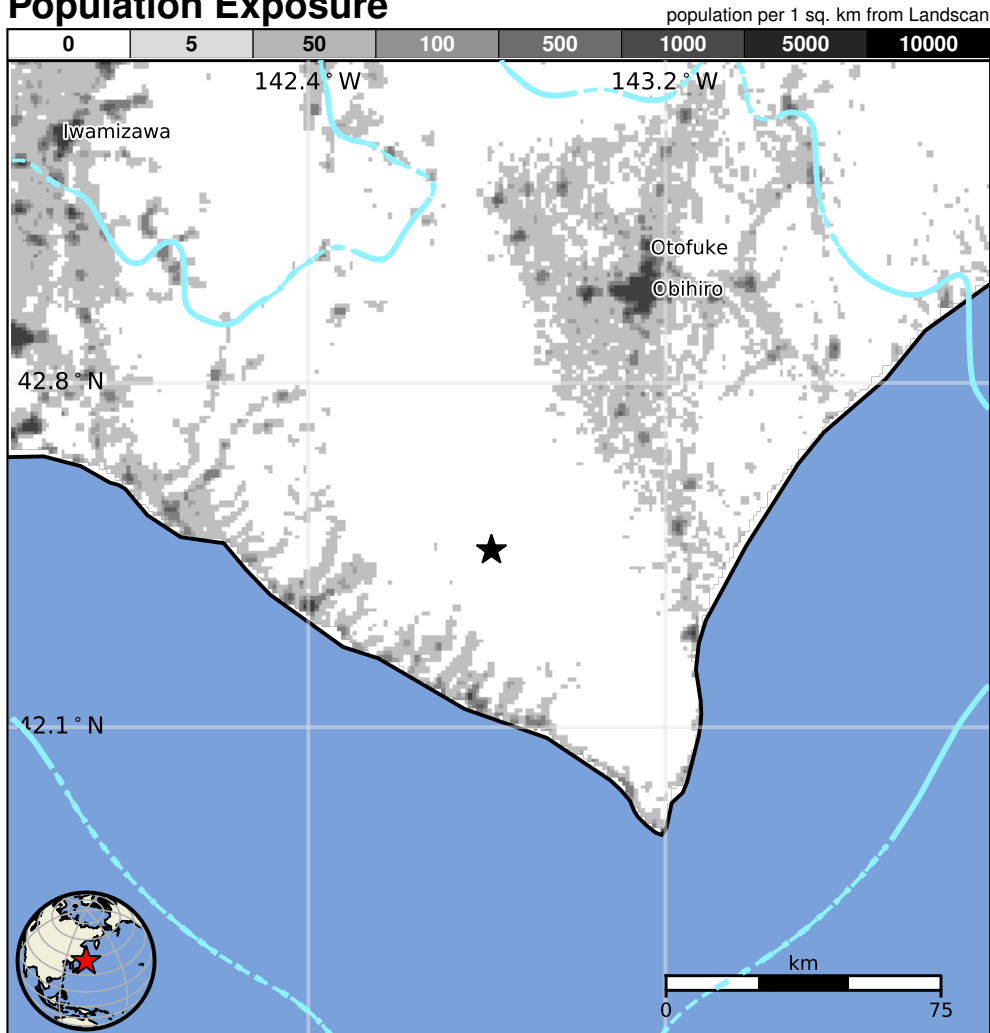 Population Exposure
population per 1 sq. km from Landscan
0 5 50 100 500 1000 5000 10000
142.4°W 143.2°W
Iwamizawa
Otofuke
Obihiro
42.8°N
42.1°N
km
0 75